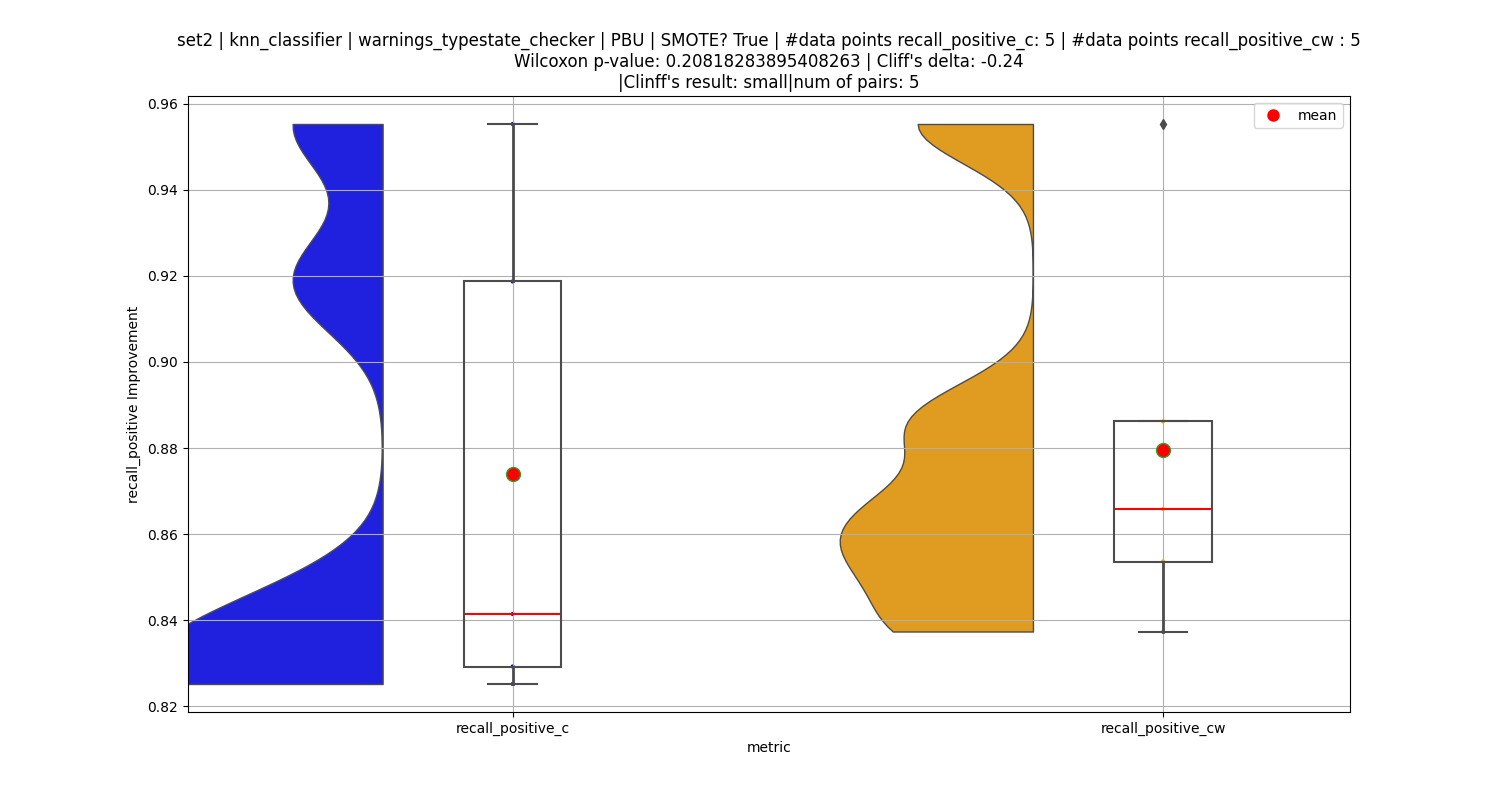 set2 | knn_classifier | warnings_typestate_checker | PBU | SMOTE? True | #data points recall_positive_c: 5 | #data points recall_positive_cw : 5
Wilcoxon p-value: 0.20818283895408263 | Cliff's delta: -0.24
|Clinff's result: small|num of pairs: 5
mean
recall_positive Improvement
0.96
0.94
0.92
0.90
0.88
0.86
0.84
0.82
recall_positive_c
recall_positive_cw
metric